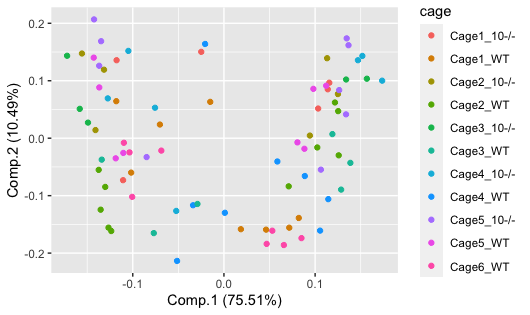 cage
Cage1_10-/-
Cage1_WT
Cage2_10-/-
Cage2_WT
Cage3_10-/-
Cage3_WT
Cage4_10-/-
Cage4_WT
Cage5_10-/-
Cage5_WT
Cage6_WT
Comp.2 (10.49%)
0.2
0.1
0.0
-0.1
-0.2
-0.1 0.0 0.1
Comp.1 (75.51%)